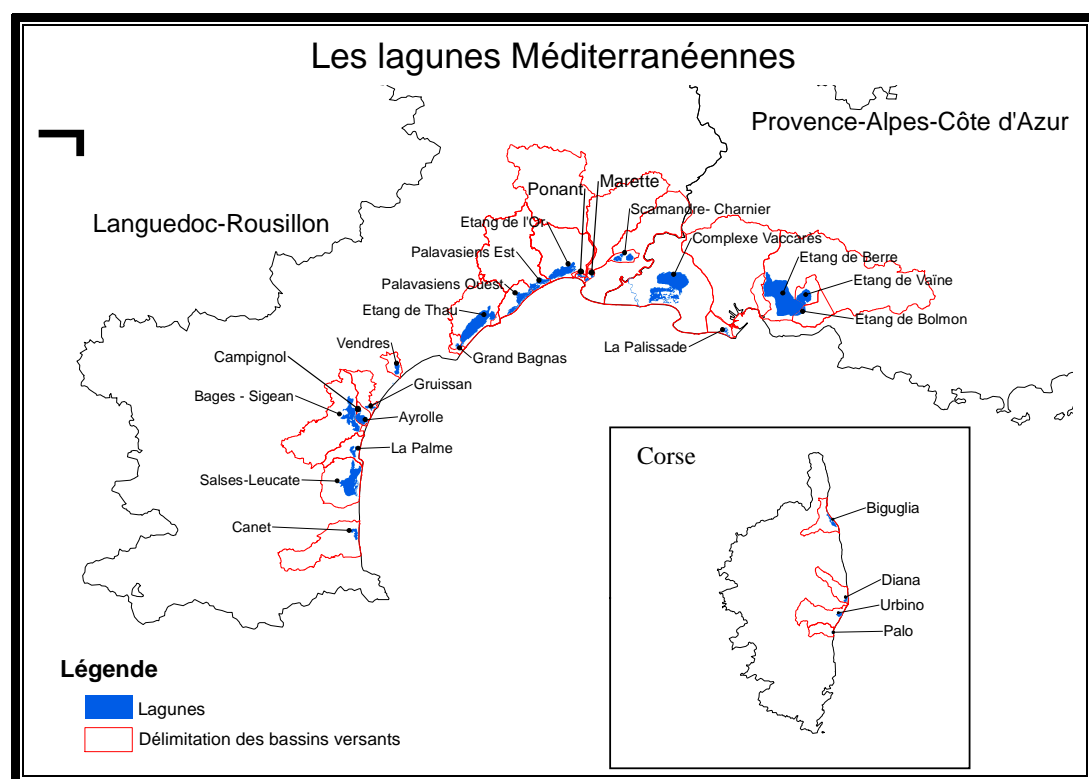 Les lagunes Méditerranéennes
Provence-Alpes-Côte d'Azur
Languedoc-Rousillon
Ponant
Marette
Etang de l'Or
Scamandre- Charnier
Palavasiens Est
Complexe Vaccarès
Palavasiens Ouest
Etang de Berre
Etang de Vaïne
Etang de Thau
Etang de Bolmon
La Palissade
Grand Bagnas
Vendres
Campignol
Gruissan
Bages - Sigean
Ayrolle
La Palme
Salses-Leucate
Canet
Corse
Biguglia
Diana
Urbino
Palo
Légende
Lagunes
Délimitation des bassins versants